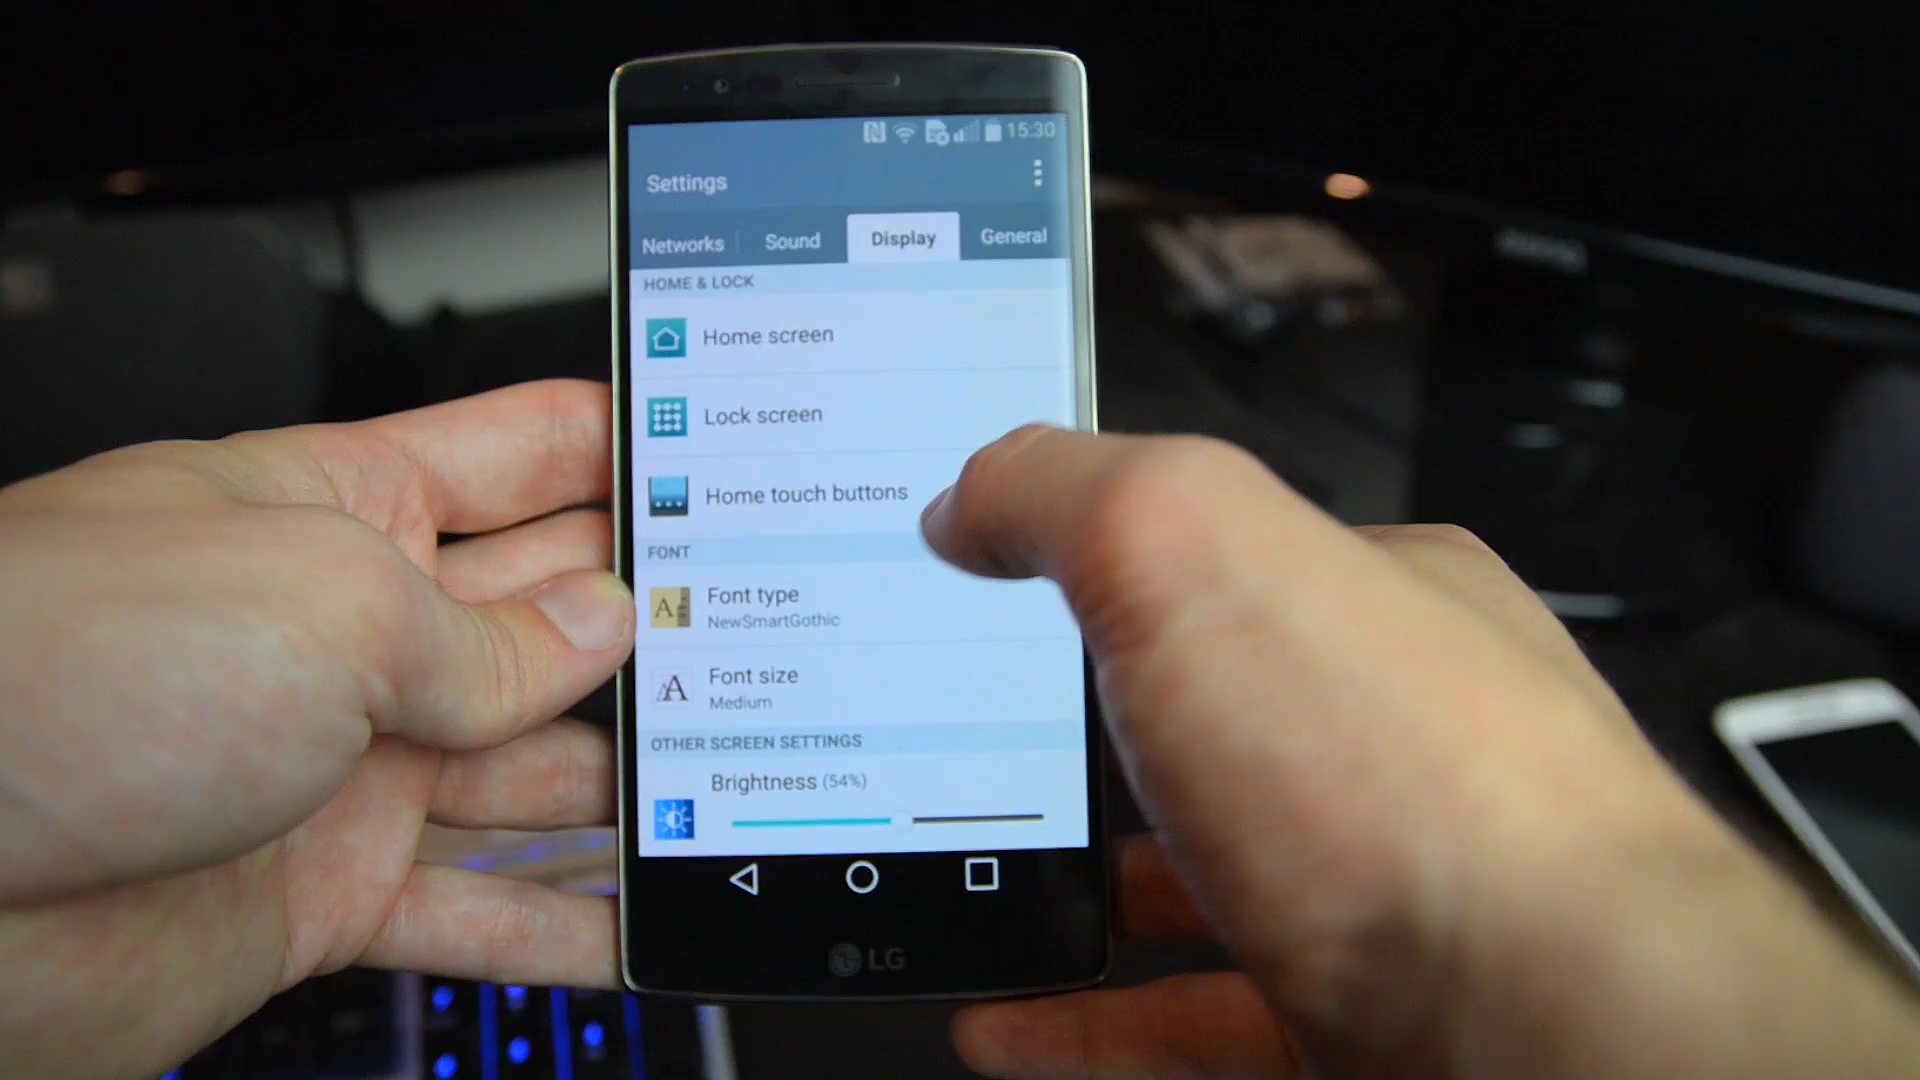 15:30
Settings
Networks Sound Display General
HOME & LOCK
Home screen
Lock screen
Home touch buttons
FONT
Font type
NewSmartGothic
Font size
Medium
OTHER SCREEN SETTINGS
Brightness (54%)
LG